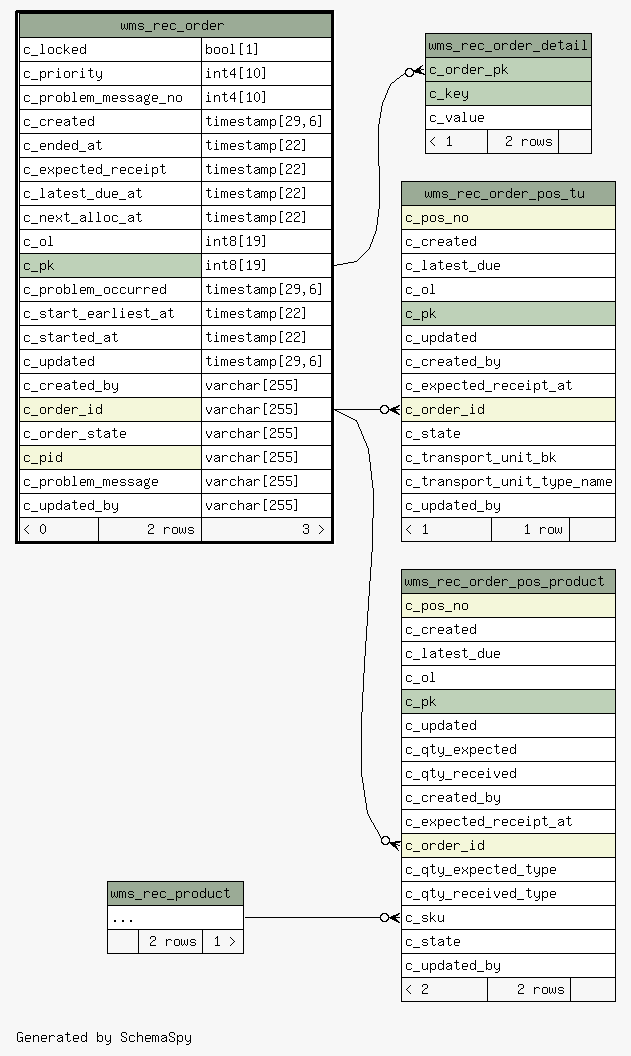 wms_rec_order
c_locked bool[1]
c_priority int4[10]
c_problem_message_no int4[10]
c_created timestamp[29,6]
c_ended_at timestamp[22]
c_expected_receipt timestamp[22]
c_latest_due_at timestamp[22]
c_next_alloc_at timestamp[22]
c_ol int8[19]
c_pk int8[19]
c_problem_occurred timestamp[29,6]
c_start_earliest_at timestamp[22]
c_started_at timestamp[22]
c_updated timestamp[29,6]
c_created_by varchar[255]
c_order_id varchar[255]
c_order_state varchar[255]
c_pid varchar[255]
c_problem_message varchar[255]
c_updated_by varchar[255]
< 0 2 rows 3 >
wms_rec_order_detail
c_order_pk
c_key
c_value
< 1 2 rows
wms_rec_order_pos_tu
c_pos_no
c_created
c_latest_due
c_ol
c_pk
c_updated
c_created_by
c_expected_receipt_at
c_order_id
c_state
c_transport_unit_bk
c_transport_unit_type_name
c_updated_by
< 1 1 row
wms_rec_order_pos_product
c_pos_no
c_created
c_latest_due
c_ol
c_pk
c_updated
c_qty_expected
c_qty_received
c_created_by
c_expected_receipt_at
c_order_id
c_qty_expected_type
c_qty_received_type
c_sku
c_state
c_updated_by
< 2 2 rows
wms_rec_product
...
2 rows 1 >
Generated by SchemaSpy